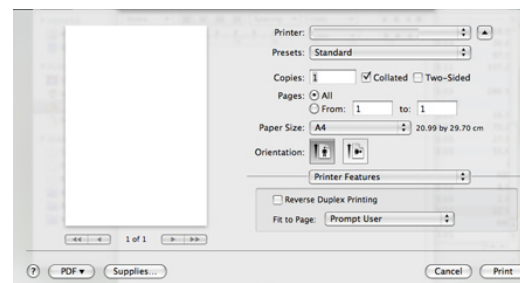 Printer:
Presets: Standard
Copies: 1 Collated Two-Sided
Pages: All
From: 1 to: 1
Paper Size: A4 20.99 by 29.70 cm
Orientation:
Printer Features
Reverse Duplex Printing
Fit to Page: Prompt User
1 of 1
? PDF Supplies... Cancel Print